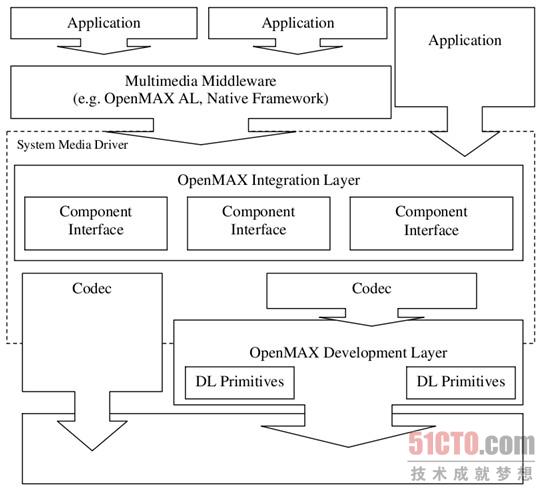 Application
Application
Application
Multimedia Middleware
(e.g. OpenMAX AL, Native Framework)
System Media Driver
OpenMAX Integration Layer
Component
Interface
Component
Interface
Component
Interface
Codec
Codec
OpenMAX Development Layer
DL Primitives
DL Primitives
51CTO.com
技术成就梦想